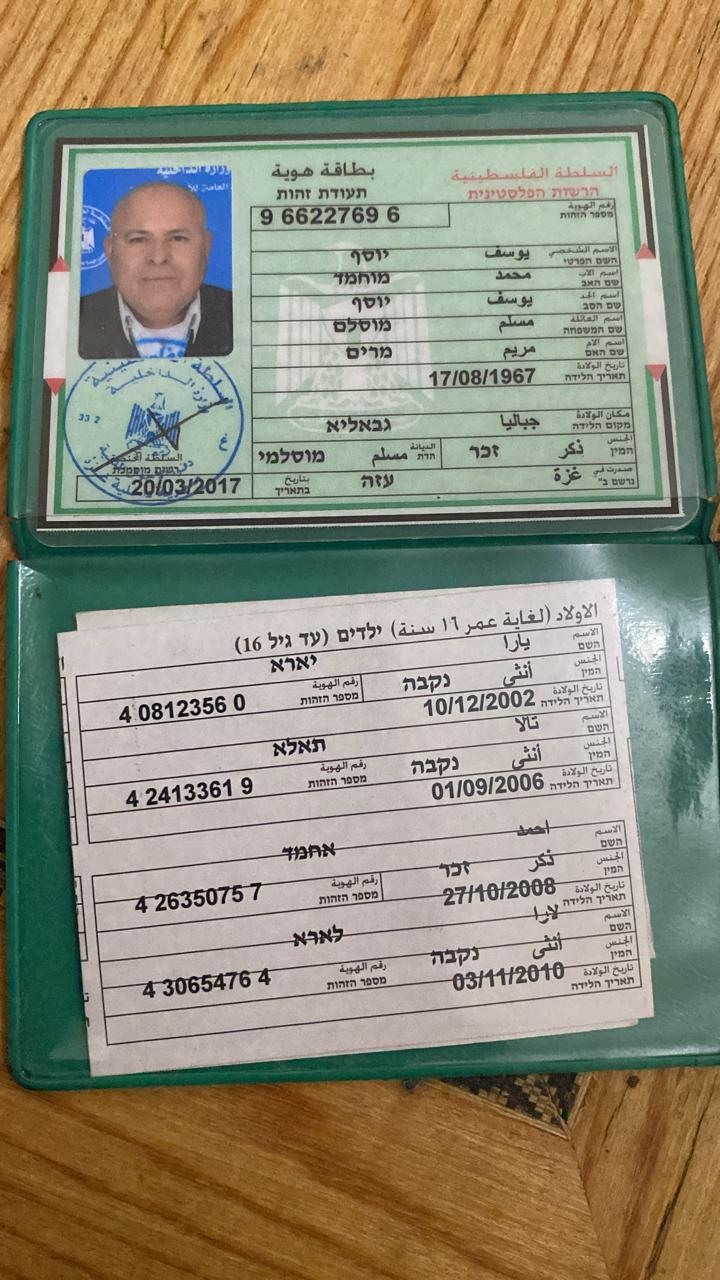 السلطة الفلسطينية
הרשות הפלסטינית
بطاقة هوية
תעודת זהות
رقم الهوية
מספר הזהות
9 6622769 6
الاسم الشخصي يوسف
השם הפרטי יוסף
اسم الاب محمد
שם האב מוחמד
اسم الجد يوسف
שם הסב יוסף
اسم العائلة مسلم
שם המשפחה מוסלם
اسم الام مريم
שם האם מרים
تاريخ الولادة
תאריך הלידה
17/08/1967
مكان الولادة جباليا
מקום הלידה גבאליא
الجنس ذكر
המין זכר
الديانة مسلم
הדת מוסלמי
صدرت في غزة
נרשם ב" עזה
بتاريخ
בתאריך
20/03/2017
وزارة الداخلية
33 2
الاولاد (لغاية عمر ١٦ سنة) ילדים (עד גיל 16)
الاسم يارا
השם יארא
الجنس أنثى
המין נקבה
تاريخ الولادة
תאריך הלידה
10/12/2002
رقم الهوية
מספר הזהות
4 0812356 0
الاسم تالا
השם תאלא
الجنس أنثى
המין נקבה
تاريخ الولادة
תאריך הלידה
01/09/2006
رقم الهوية
מספר הזהות
4 2413361 9
الاسم احمد
השם אחמד
الجنس ذكر
המין זכר
تاريخ الولادة
תאריך הלידה
27/10/2008
رقم الهوية
מספר הזהות
4 2635075 7
الاسم لارا
השם לארא
الجنس أنثى
המין נקבה
تاريخ الولادة
תאריך הלידה
03/11/2010
رقم الهوية
מספר הזהות
4 3065476 4